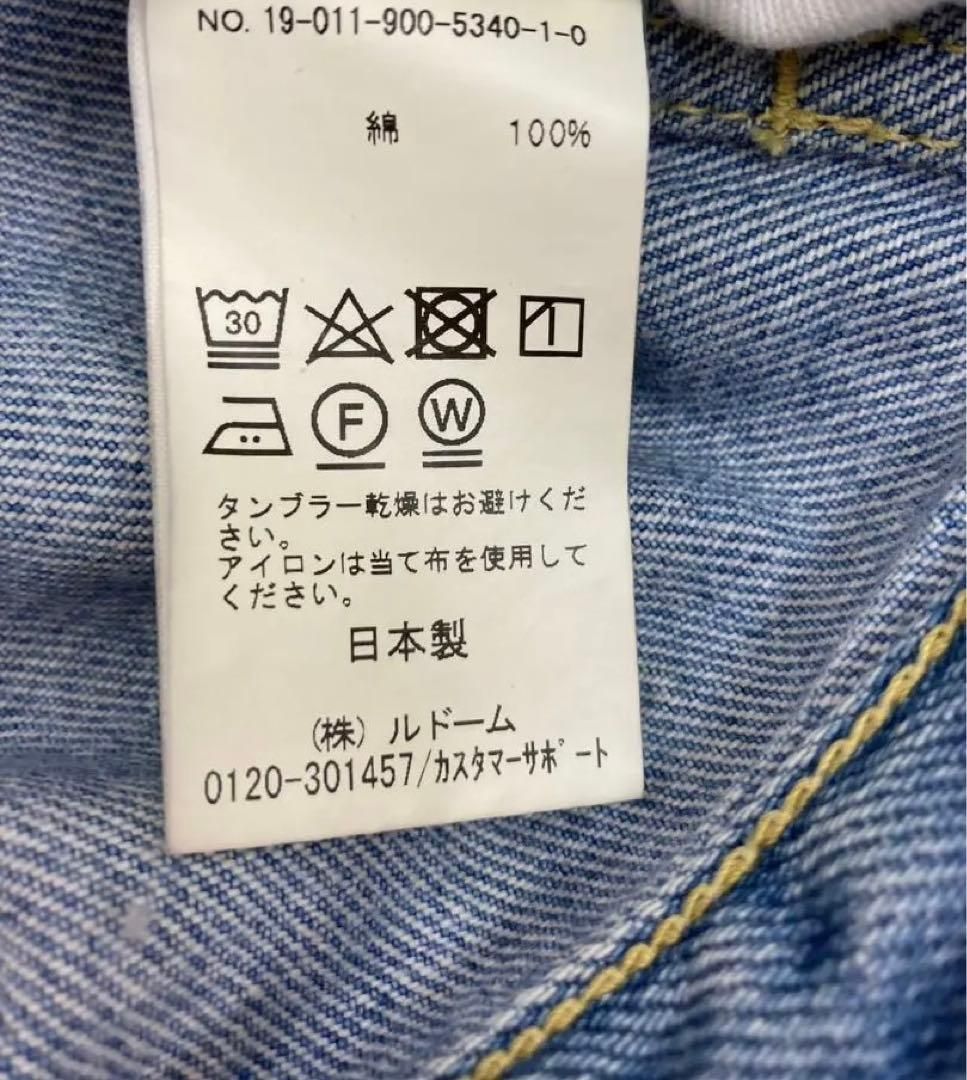 NO. 19-011-900-5340-1-0
綿 100%
30
F W
タンブラー乾燥はお避けくだ
さい。
アイロンは当て布を使用して
ください。
日本製
(株) ルドーム
0120-301457/カスタマーサポート